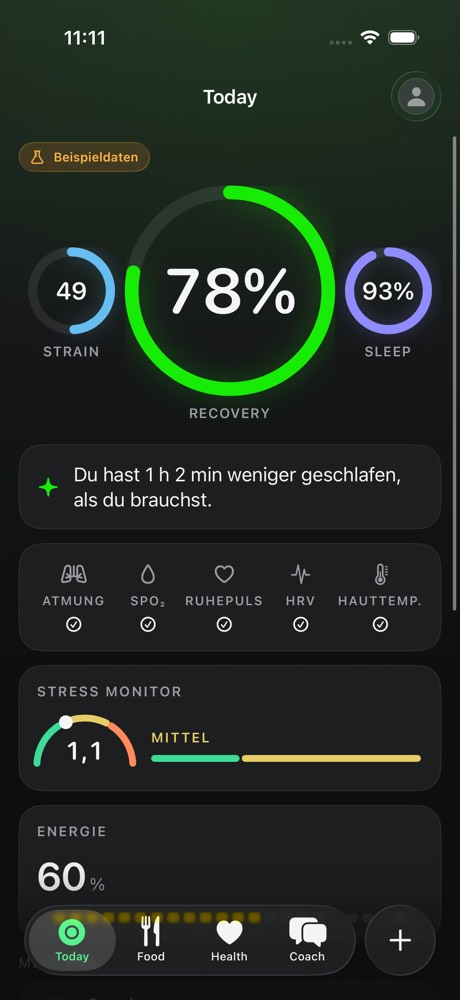 11:11
Today
Beispieldaten
49
78%
93%
STRAIN
SLEEP
RECOVERY
Du hast 1 h 2 min weniger geschlafen,
als du brauchst.
ATMUNG
SPO₂
RUHEPULS
HRV
HAUTTEMP.
STRESS MONITOR
1,1
MITTEL
ENERGIE
60 %
Today
Food
Health
Coach